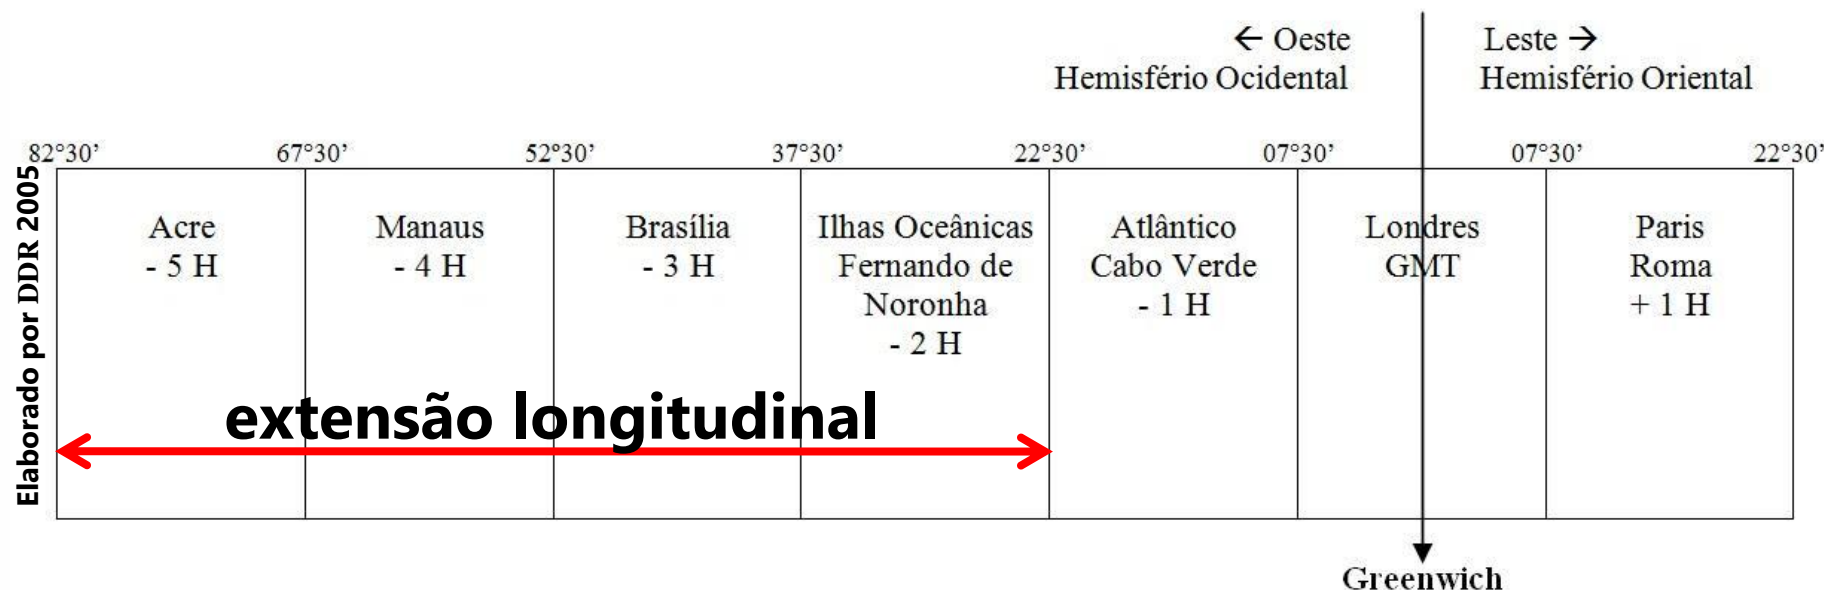 ← Oeste
Hemisfério Ocidental
Leste →
Hemisfério Oriental
82°30’ 67°30’ 52°30’ 37°30’ 22°30’ 07°30’ 07°30’ 22°30’
Elaborado por DDR 2005
Acre
- 5 H
Manaus
- 4 H
Brasília
- 3 H
Ilhas Oceânicas
Fernando de
Noronha
- 2 H
Atlântico
Cabo Verde
- 1 H
Londres
GMT
Paris
Roma
+ 1 H
extensão longitudinal
Greenwich